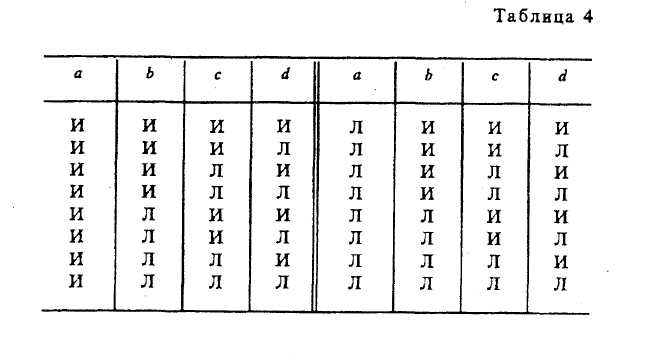 Таблица 4
a b c d a b c d
И И И И Л И И И
И И И Л Л И И Л
И И Л И Л И Л И
И И Л Л Л И Л Л
И Л И И Л Л И И
И Л И Л Л Л И Л
И Л Л И Л Л Л И
И Л Л Л Л Л Л Л